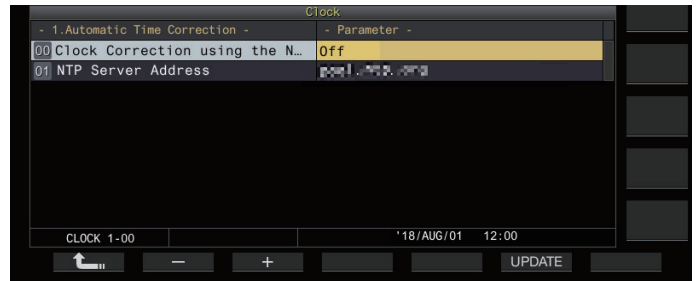 Clock
- 1.Automatic Time Correction - - Parameter -
00 Clock Correction using the N… Off
01 NTP Server Address
CLOCK 1-00 '18/AUG/01 12:00
− + UPDATE